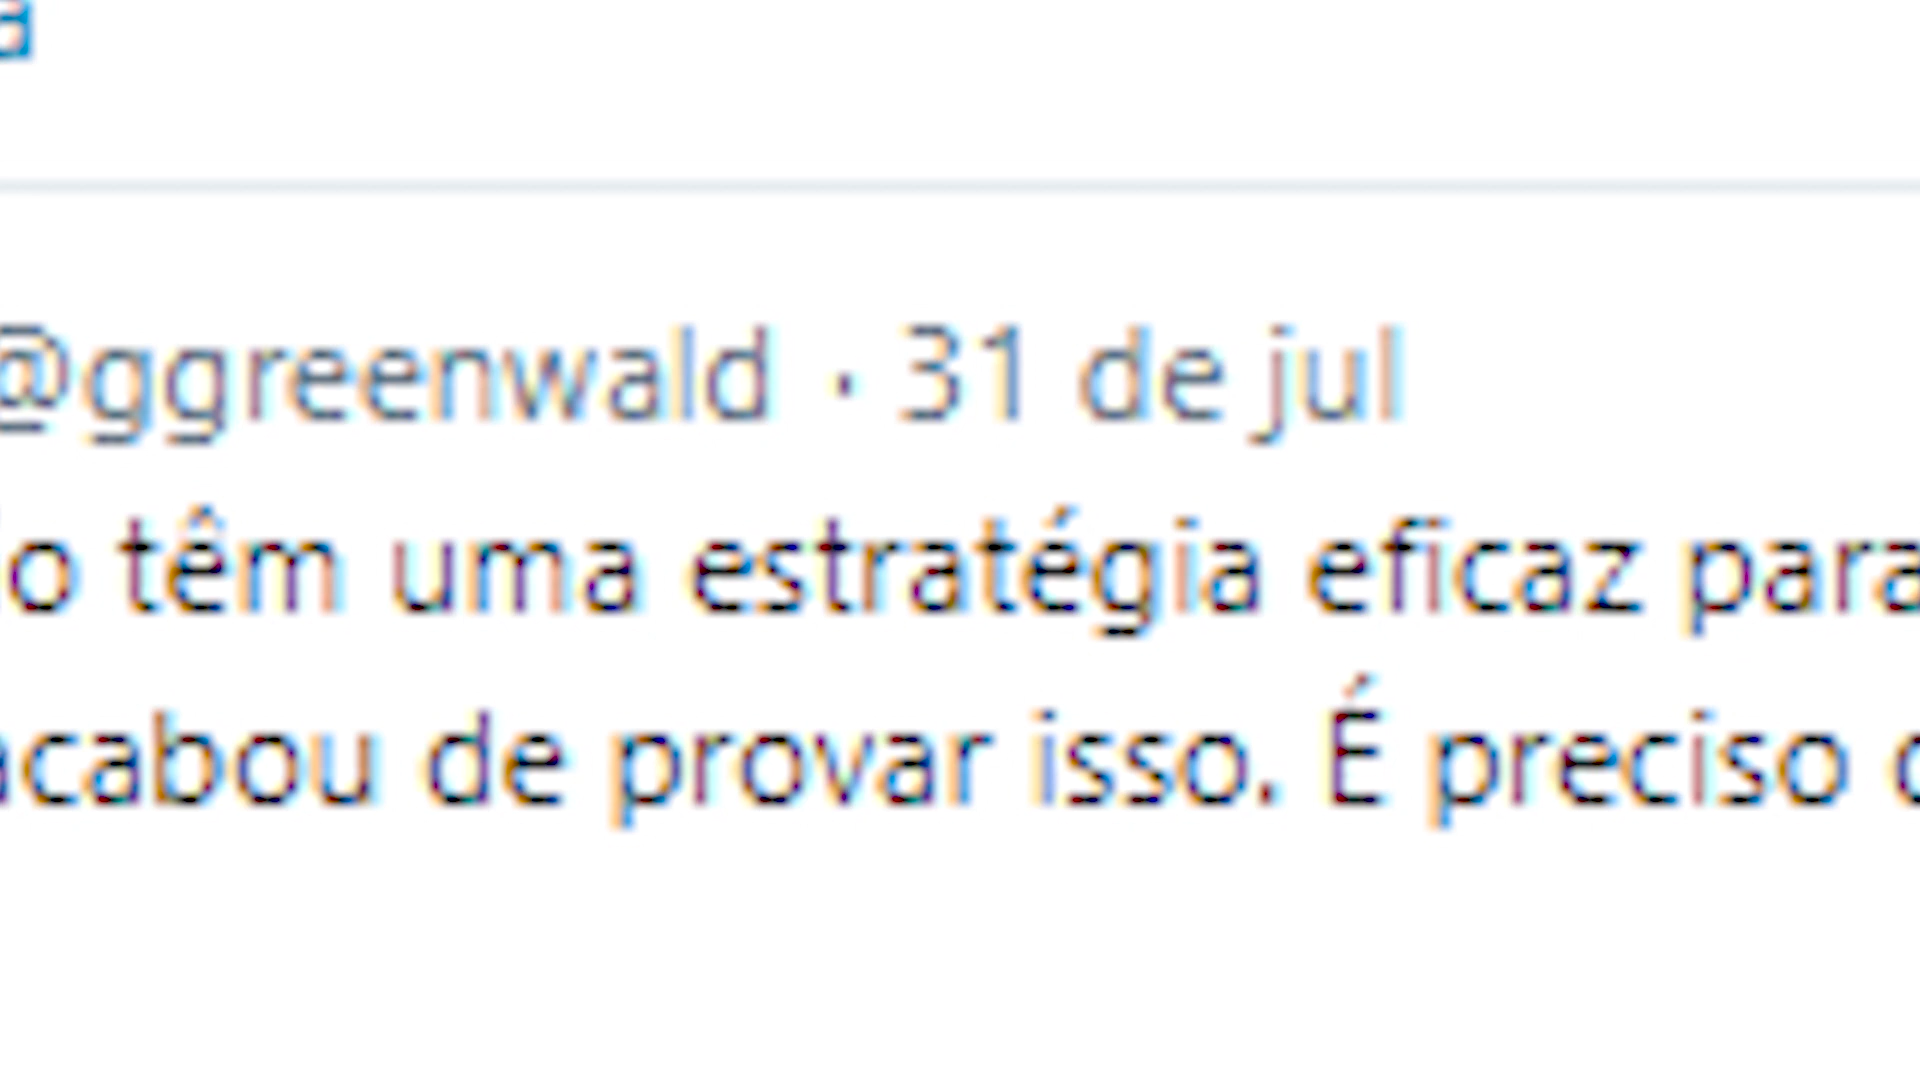 a
@ggreenwald · 31 de jul
o têm uma estratégia eficaz para
acabou de provar isso. É preciso